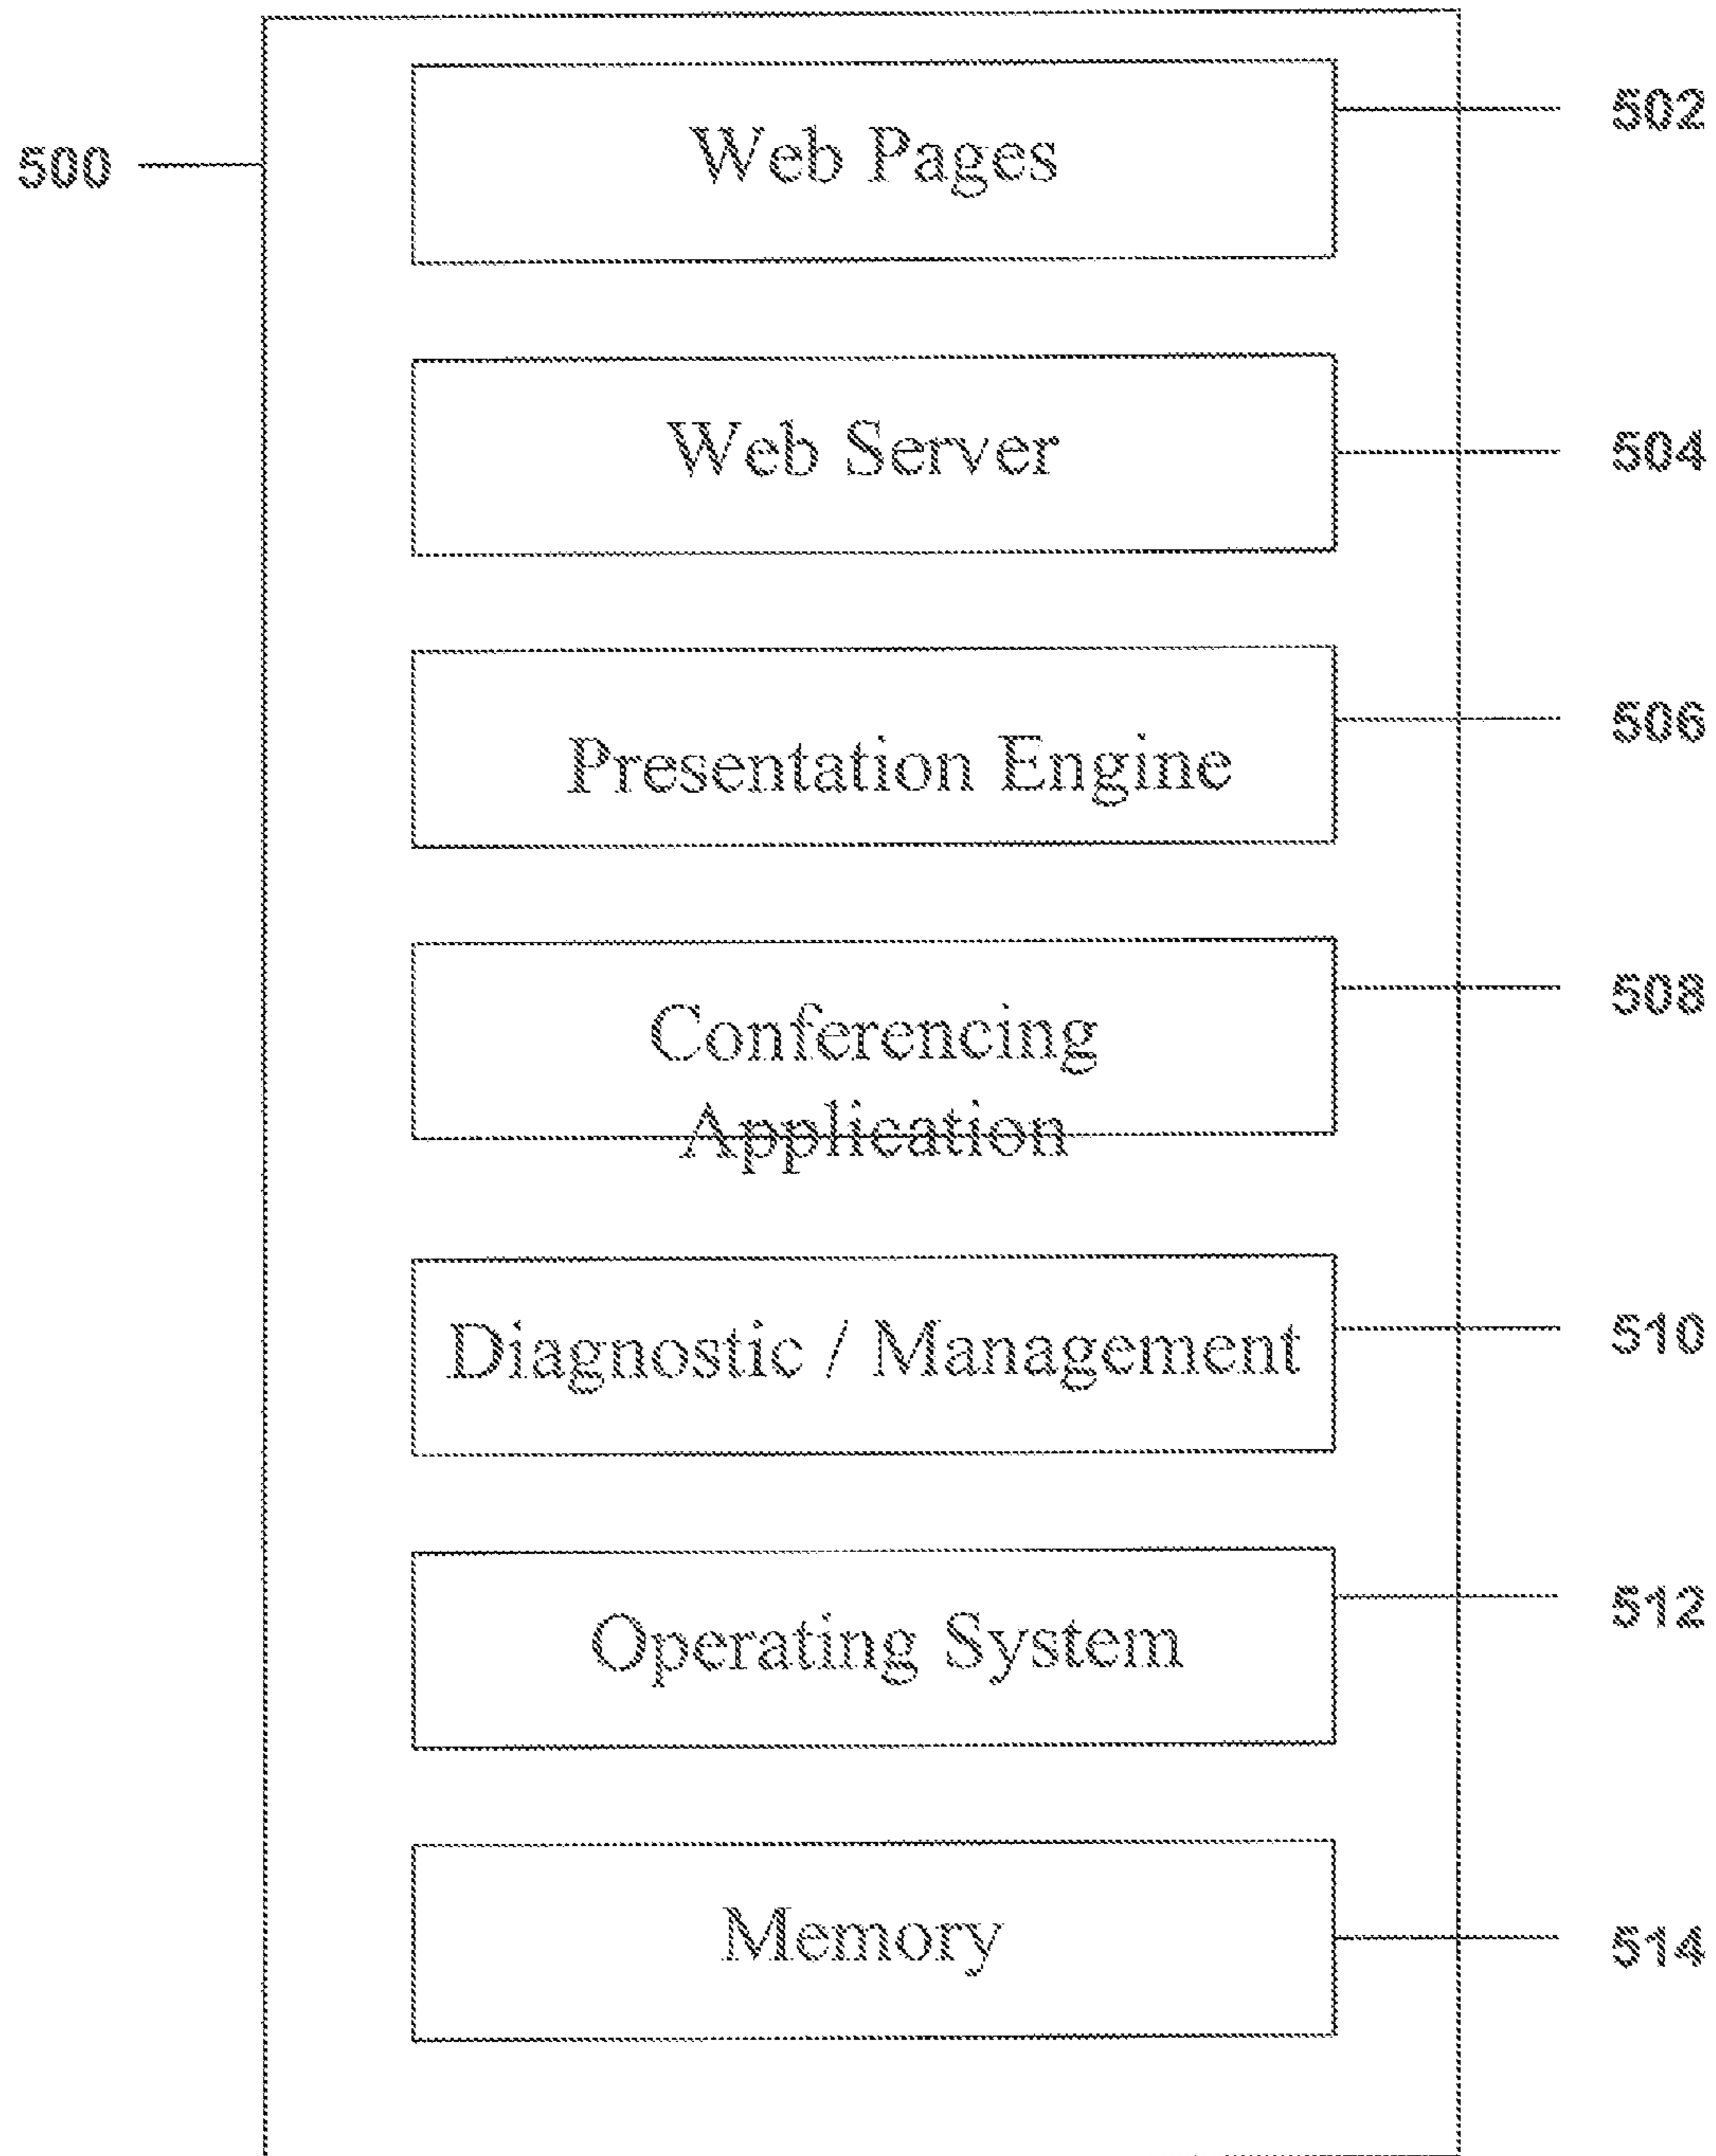 502
Web Pages
500
Web Server
504
506
Presentation Engine
508
Conferencing
Application
510
Diagnostic / Management
512
Operating System
Memory
514